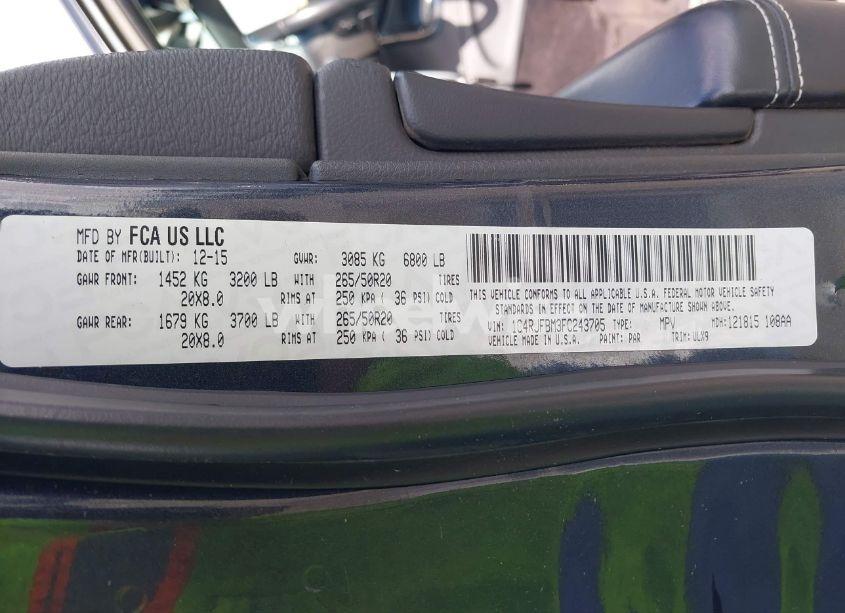 MFD BY FCA US LLC
DATE OF MFR(BUILT): 12-15 GVWR: 3085 KG 6800 LB
GAWR FRONT: 1452 KG 3200 LB WITH 265/50R20 TIRES
20X8.0 RIMS AT 250 KPA ( 36 PSI) COLD
GAWR REAR: 1679 KG 3700 LB WITH 265/50R20 TIRES
20X8.0 RIMS AT 250 KPA ( 36 PSI) COLD
THIS VEHICLE CONFORMS TO ALL APPLICABLE U.S.A. FEDERAL MOTOR VEHICLE SAFETY
STANDARDS IN EFFECT ON THE DATE OF MANUFACTURE SHOWN ABOVE.
VIN: 1C4RJFBM3FC243705 TYPE: MPV MDH:121815 108AA
VEHICLE MADE IN U.S.A. PAINT: PAR TRIM: ULX9